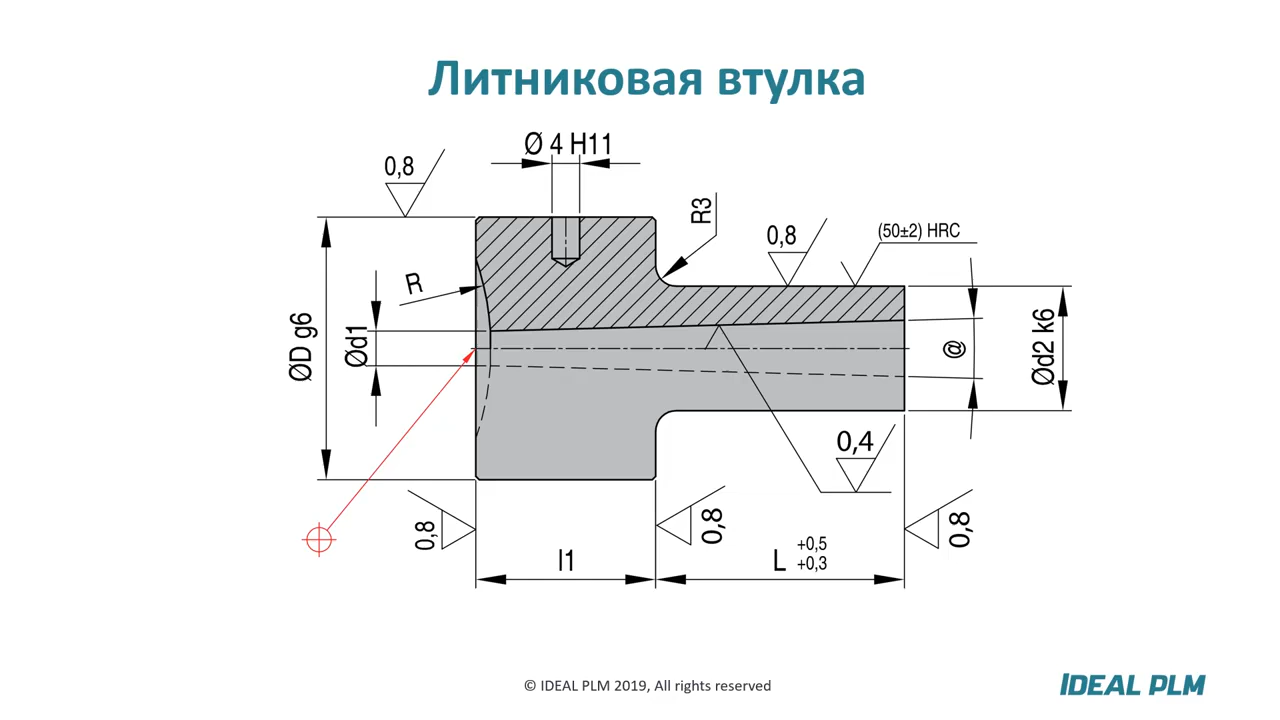 Литниковая втулка
Ø 4 H11
0,8
R3
0,8
(50±2) HRC
R
ØD g6
Ød1
@
Ød2 k6
0,4
0,8
0,8
0,8
l1
L +0,5
+0,3
© IDEAL PLM 2019, All rights reserved
IDEAL PLM